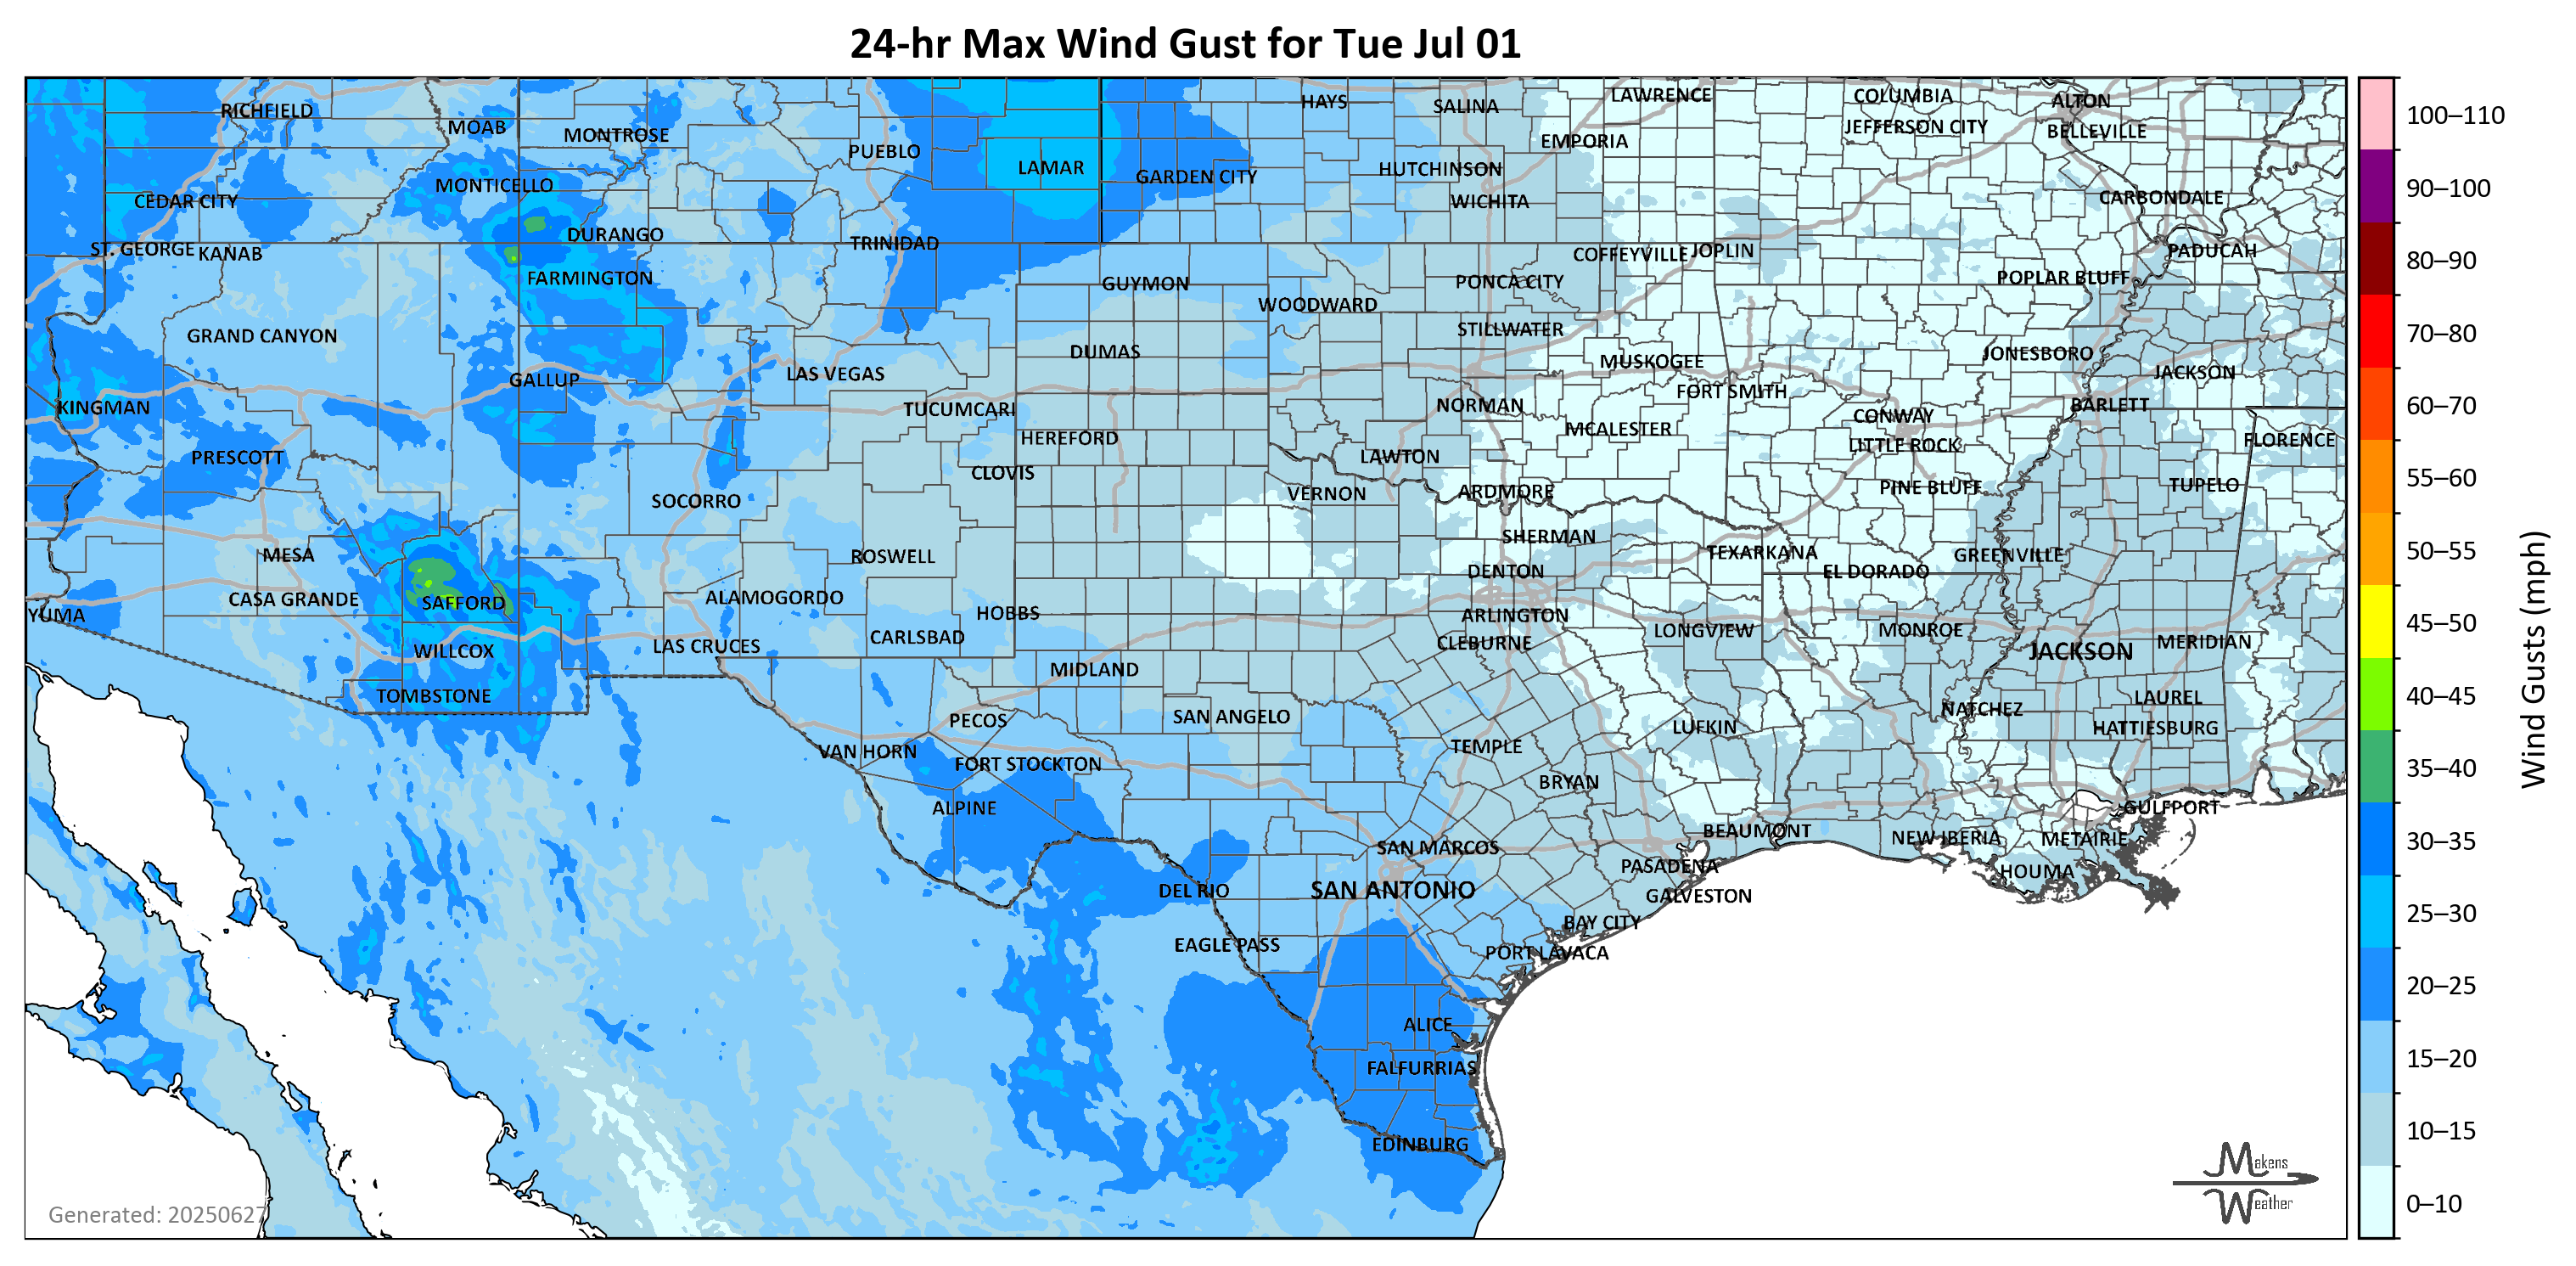 24-hr Max Wind Gust for Tue Jul 01
RICHFIELD
MOAB
MONTROSE
PUEBLO
LAMAR
GARDEN CITY
HAYS
SALINA
HUTCHINSON
WICHITA
EMPORIA
LAWRENCE
COLUMBIA
JEFFERSON CITY
ALTON
BELLEVILLE
CARBONDALE
MONTICELLO
CEDAR CITY
ST. GEORGE
KANAB
DURANGO
TRINIDAD
FARMINGTON
GUYMON
WOODWARD
PONCA CITY
COFFEYVILLE
JOPLIN
POPLAR BLUFF
PADUCAH
GRAND CANYON
DUMAS
STILLWATER
MUSKOGEE
JONESBORO
JACKSON
GALLUP
LAS VEGAS
KINGMAN
TUCUMCARI
NORMAN
FORT SMITH
CONWAY
BARLETT
PRESCOTT
HEREFORD
CLOVIS
LAWTON
MCALESTER
LITTLE ROCK
FLORENCE
SOCORRO
VERNON
ARDMORE
PINE BLUFF
TUPELO
MESA
ROSWELL
SHERMAN
DENTON
TEXARKANA
EL DORADO
GREENVILLE
YUMA
CASA GRANDE
SAFFORD
ALAMOGORDO
HOBBS
ARLINGTON
CLEBURNE
LONGVIEW
MONROE
JACKSON
MERIDIAN
WILLCOX
LAS CRUCES
CARLSBAD
MIDLAND
TOMBSTONE
PECOS
SAN ANGELO
TEMPLE
LUFKIN
NATCHEZ
LAUREL
HATTIESBURG
VAN HORN
FORT STOCKTON
BRYAN
ALPINE
BEAUMONT
NEW IBERIA
METAIRIE
GULFPORT
SAN MARCOS
PASADENA
HOUMA
DEL RIO
SAN ANTONIO
GALVESTON
EAGLE PASS
BAY CITY
PORT LAVACA
ALICE
FALFURRIAS
EDINBURG
Generated: 20250627
Makens
Weather
100–110
90–100
80–90
70–80
60–70
55–60
50–55
45–50
40–45
35–40
30–35
25–30
20–25
15–20
10–15
0–10
Wind Gusts (mph)